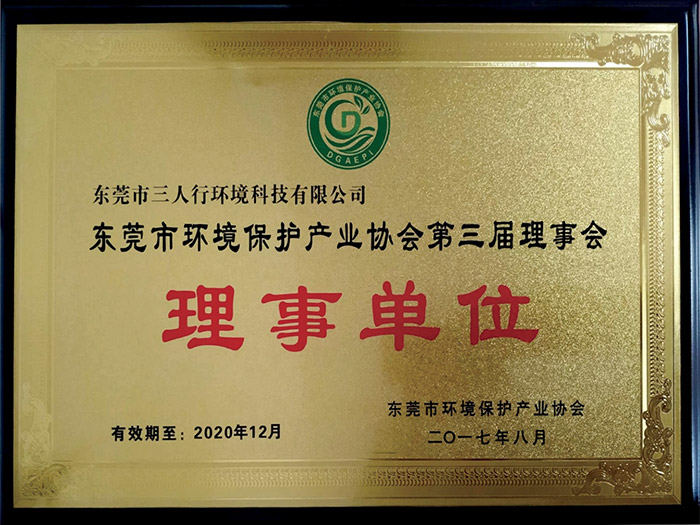 东莞市环境保护产业协会
DGAEPI
东莞市三人行环境科技有限公司
东莞市环境保护产业协会第三届理事会
理事单位
有效期至：2020年12月
东莞市环境保护产业协会
二〇一七年八月